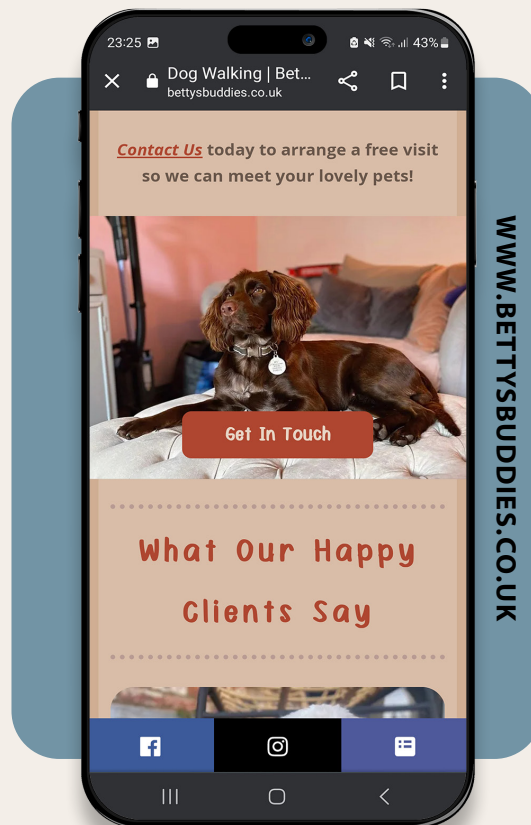 23:25
43%
Dog Walking | Bet...
bettysbuddies.co.uk
Contact Us today to arrange a free visit
so we can meet your lovely pets!
Get In Touch
What Our Happy
Clients Say
WWW.BETTYSBUDDIES.CO.UK